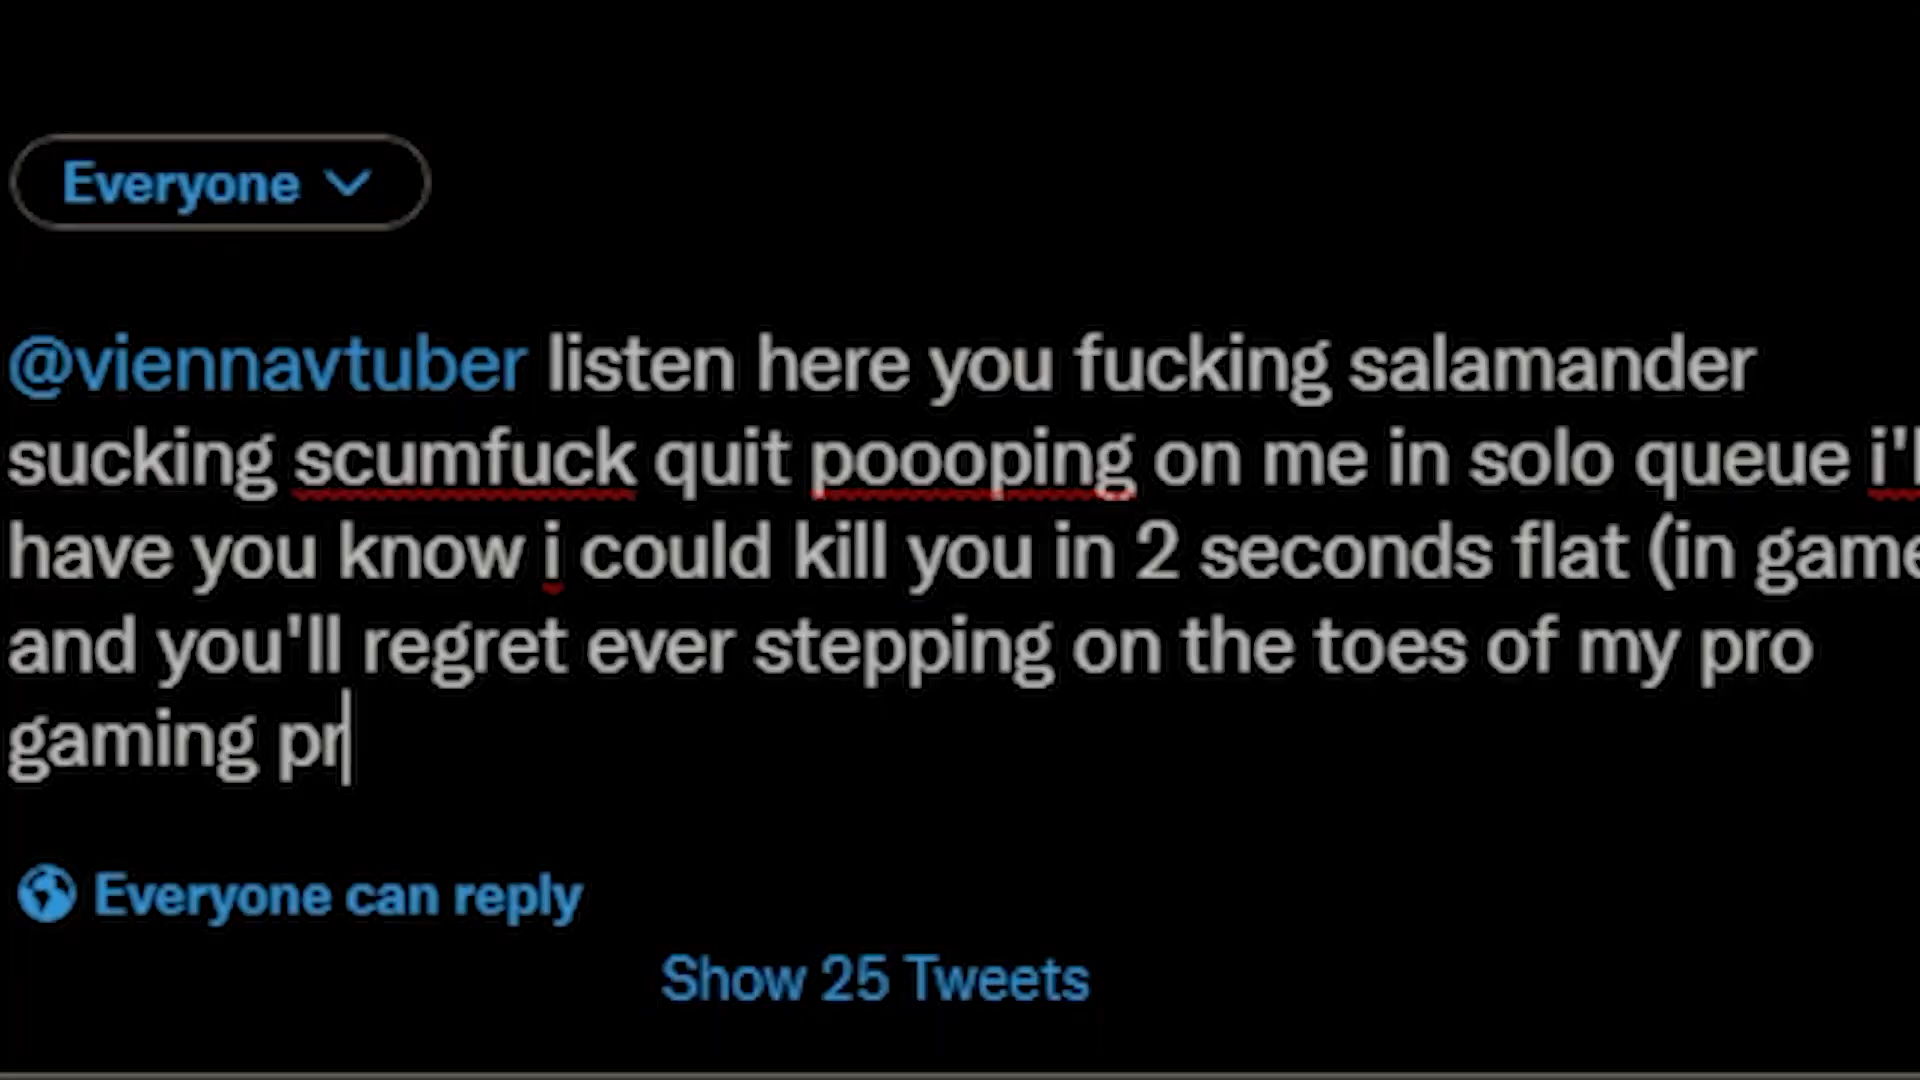 Everyone
@viennavtuber listen here you fucking salamander
sucking scumfuck quit poooping on me in solo queue
have you know i could kill you in 2 seconds flat (in game
and you'll regret ever stepping on the toes of my pro
gaming pr
Everyone can reply
Show 25 Tweets